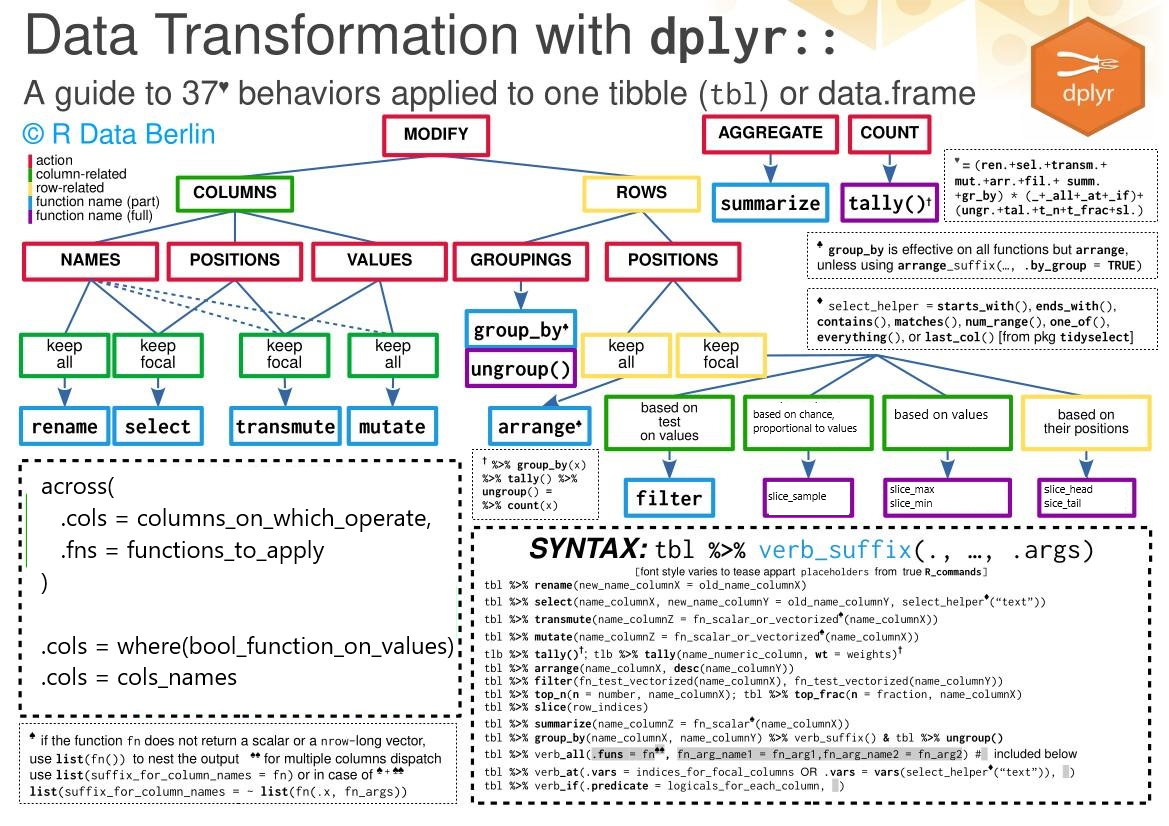 Data Transformation with dplyr::
A guide to 37♥ behaviors applied to one tibble (tbl) or data.frame
dplyr
© R Data Berlin
action
column-related
row-related
function name (part)
function name (full)
MODIFY
AGGREGATE
COUNT
COLUMNS
ROWS
summarize
tally()†
♥= (ren.+sel.+transm.+
mut.+arr.+fil.+ summ.
+gr_by) * (_+_all+_at+_if)+
(ungr.+tal.+t_n+t_frac+sl.)
NAMES
POSITIONS
VALUES
GROUPINGS
POSITIONS
♠ group_by is effective on all functions but arrange,
unless using arrange_suffix(…, .by_group = TRUE)
♦ select_helper = starts_with(), ends_with(),
contains(), matches(), num_range(), one_of(),
everything(), or last_col() [from pkg tidyselect]
keep
all
keep
focal
keep
focal
keep
all
group_by♠
ungroup()
keep
all
keep
focal
rename
select
transmute
mutate
arrange♠
based on
test
on values
based on chance,
proportional to values
based on values
based on
their positions
filter
slice_sample
slice_max
slice_min
slice_head
slice_tail
† %>% group_by(x)
%>% tally() %>%
ungroup() =
%>% count(x)
across(
.cols = columns_on_which_operate,
.fns = functions_to_apply
)
.cols = where(bool_function_on_values)
.cols = cols_names
♠ if the function fn does not return a scalar or a nrow-long vector,
use list(fn()) to nest the output ♠♠ for multiple columns dispatch
use list(suffix_for_column_names = fn) or in case of ♠+♠♠
list(suffix_for_column_names = ~ list(fn(.x, fn_args))
SYNTAX: tbl %>% verb_suffix(., …, .args)
[font style varies to tease appart placeholders from true R_commands]
tbl %>% rename(new_name_columnX = old_name_columnX)
tbl %>% select(name_columnX, new_name_columnY = old_name_columnY, select_helper♦(“text”))
tbl %>% transmute(name_columnZ = fn_scalar_or_vectorized♠(name_columnX))
tbl %>% mutate(name_columnZ = fn_scalar_or_vectorized♠(name_columnX))
tlb %>% tally()†; tlb %>% tally(name_numeric_column, wt = weights)†
tbl %>% arrange(name_columnX, desc(name_columnY))
tbl %>% filter(fn_test_vectorized(name_columnX), fn_test_vectorized(name_columnY))
tbl %>% top_n(n = number, name_columnX); tbl %>% top_frac(n = fraction, name_columnX)
tbl %>% slice(row_indices)
tbl %>% summarize(name_columnZ = fn_scalar♠(name_columnX))
tbl %>% group_by(name_columnX, name_columnY) %>% verb_suffix() & tbl %>% ungroup()
tbl %>% verb_all(.funs = fn♠♠, fn_arg_name1 = fn_arg1,fn_arg_name2 = fn_arg2) # included below
tbl %>% verb_at(.vars = indices_for_focal_columns OR .vars = vars(select_helper♦(“text”)), )
tbl %>% verb_if(.predicate = logicals_for_each_column, )